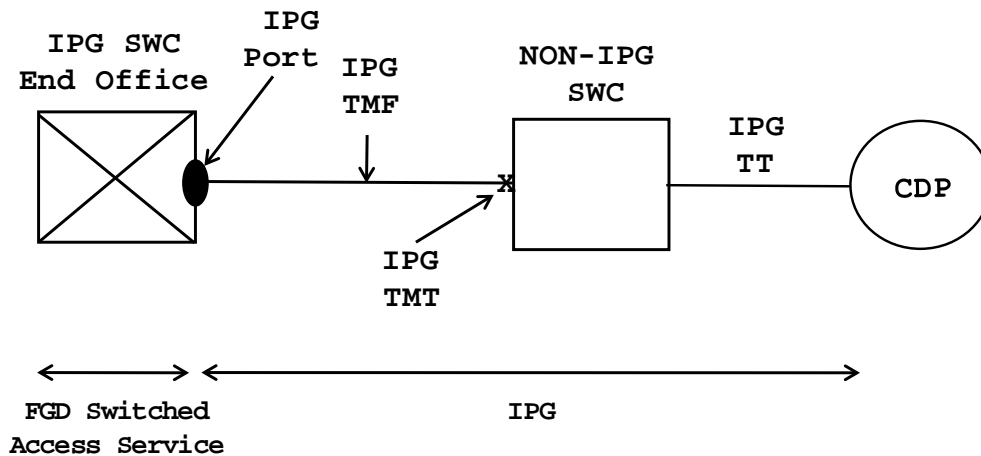 IPG SWC
End Office
IPG
Port
IPG
TMF
NON-IPG
SWC
IPG
TT
CDP
X
IPG
TMT
FGD Switched
Access Service
IPG